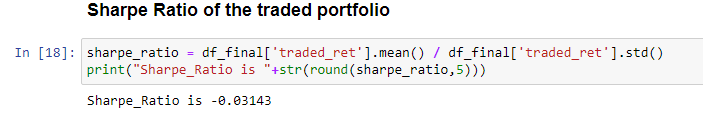 Sharpe Ratio of the traded portfolio
In [18]: sharpe_ratio = df_final['traded_ret'].mean() / df_final['traded_ret'].std()
print("Sharpe_Ratio is "+str(round(sharpe_ratio,5)))
Sharpe_Ratio is -0.03143